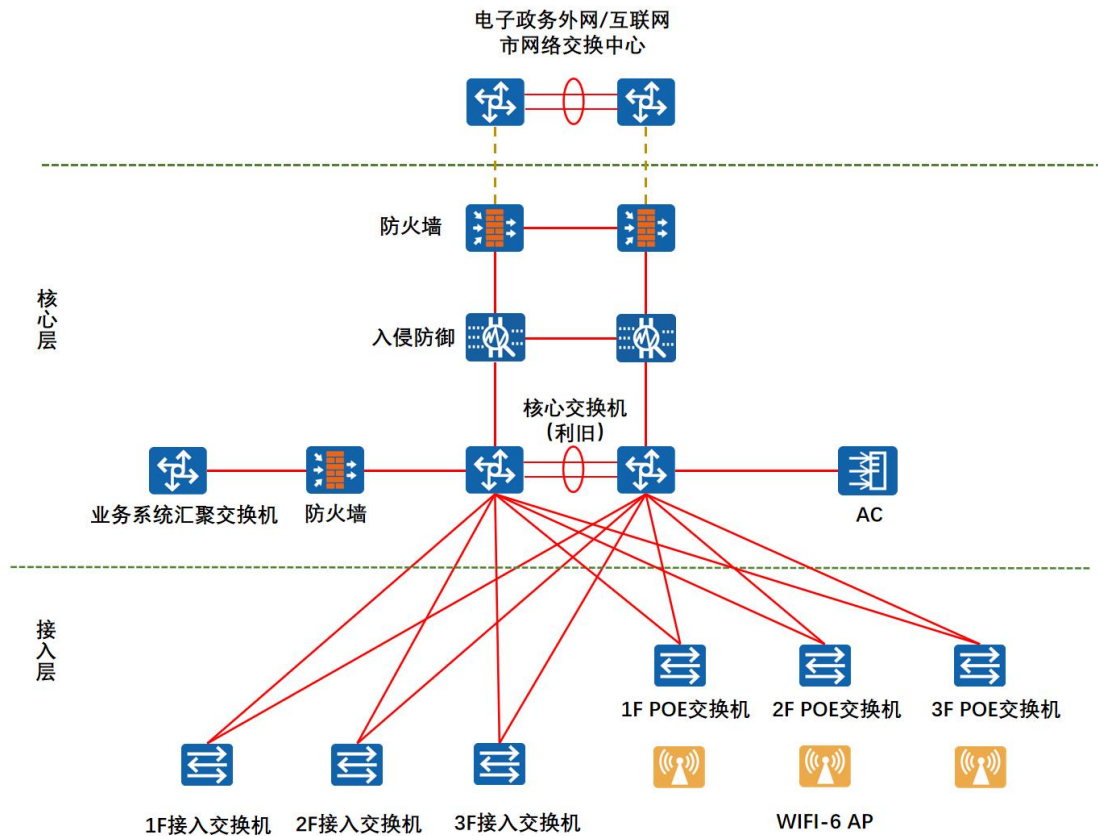 电子政务外网/互联网
市网络交换中心
防火墙
核心层
入侵防御
核心交换机
(利旧)
业务系统汇聚交换机
防火墙
AC
接入层
1F POE交换机
2F POE交换机
3F POE交换机
1F接入交换机
2F接入交换机
3F接入交换机
WIFI-6 AP